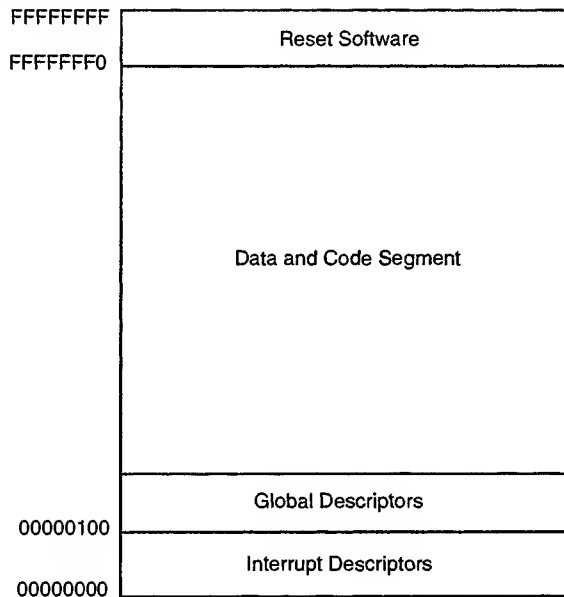 FFFFFFFF
Reset Software
FFFFFFF0
Data and Code Segment
Global Descriptors
00000100
Interrupt Descriptors
00000000